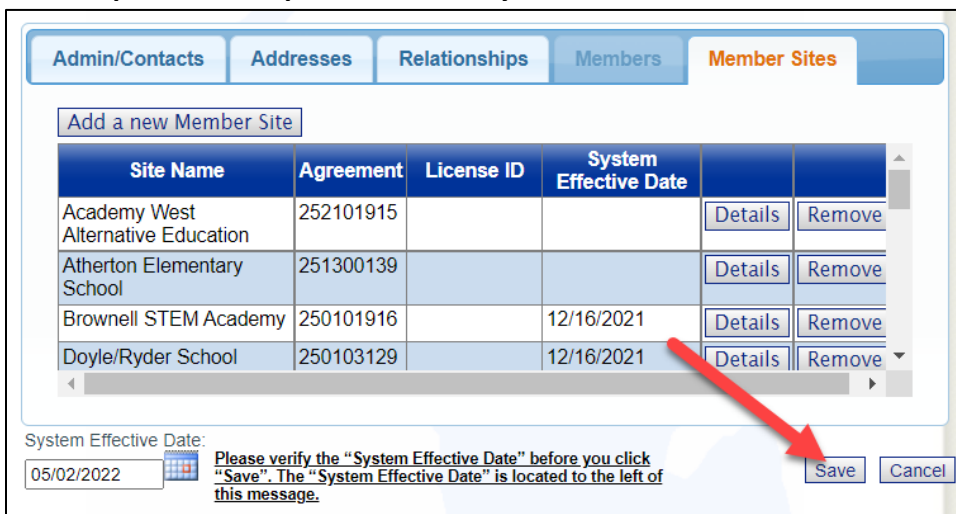 Admin/Contacts Addresses Relationships Members Member Sites
Add a new Member Site
Site Name Agreement License ID System Effective Date
Academy West Alternative Education 252101915 Details Remove
Atherton Elementary School 251300139 Details Remove
Brownell STEM Academy 250101916 12/16/2021 Details Remove
Doyle/Ryder School 250103129 12/16/2021 Details Remove
System Effective Date:
05/02/2022
Please verify the “System Effective Date” before you click
“Save”. The “System Effective Date” is located to the left of
this message.
Save Cancel